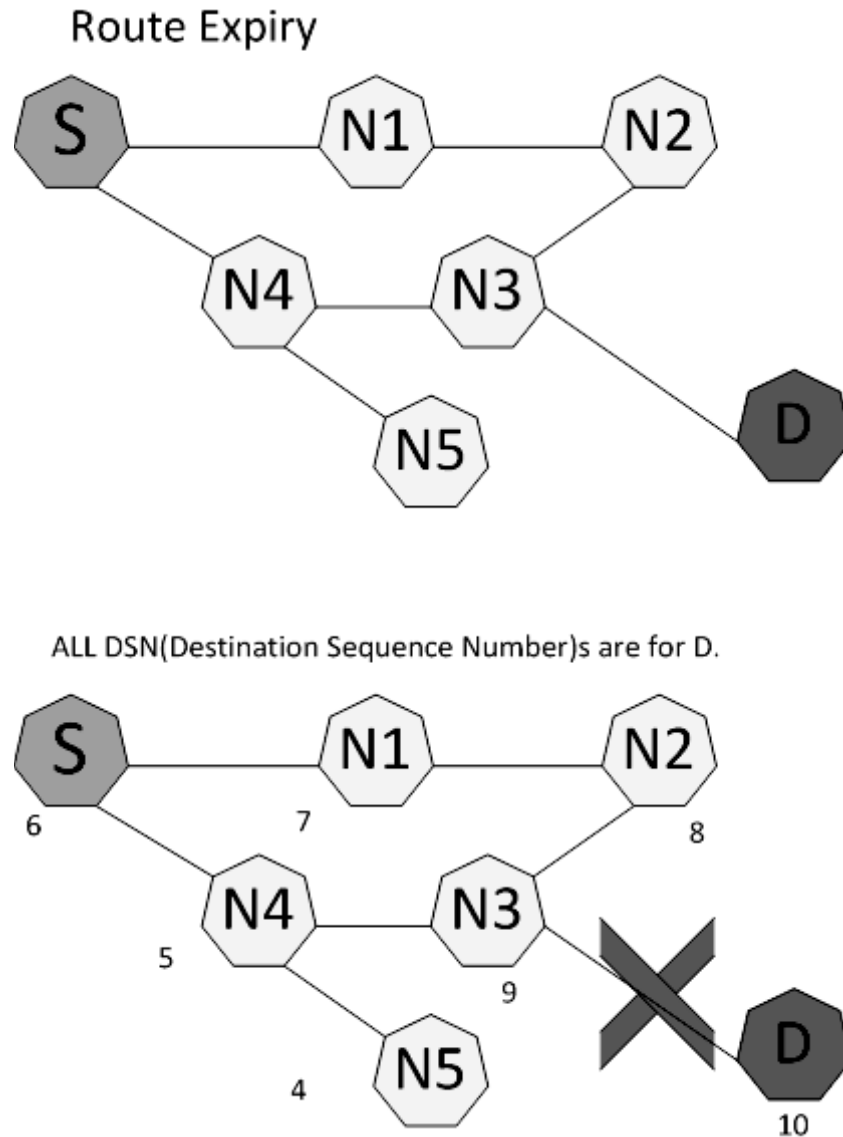 Route Expiry
S
N1
N2
N4
N3
D
N5
ALL DSN(Destination Sequence Number)s are for D.
S
N1
N2
6
7
8
N4
N3
5
9
D
N5
4
10